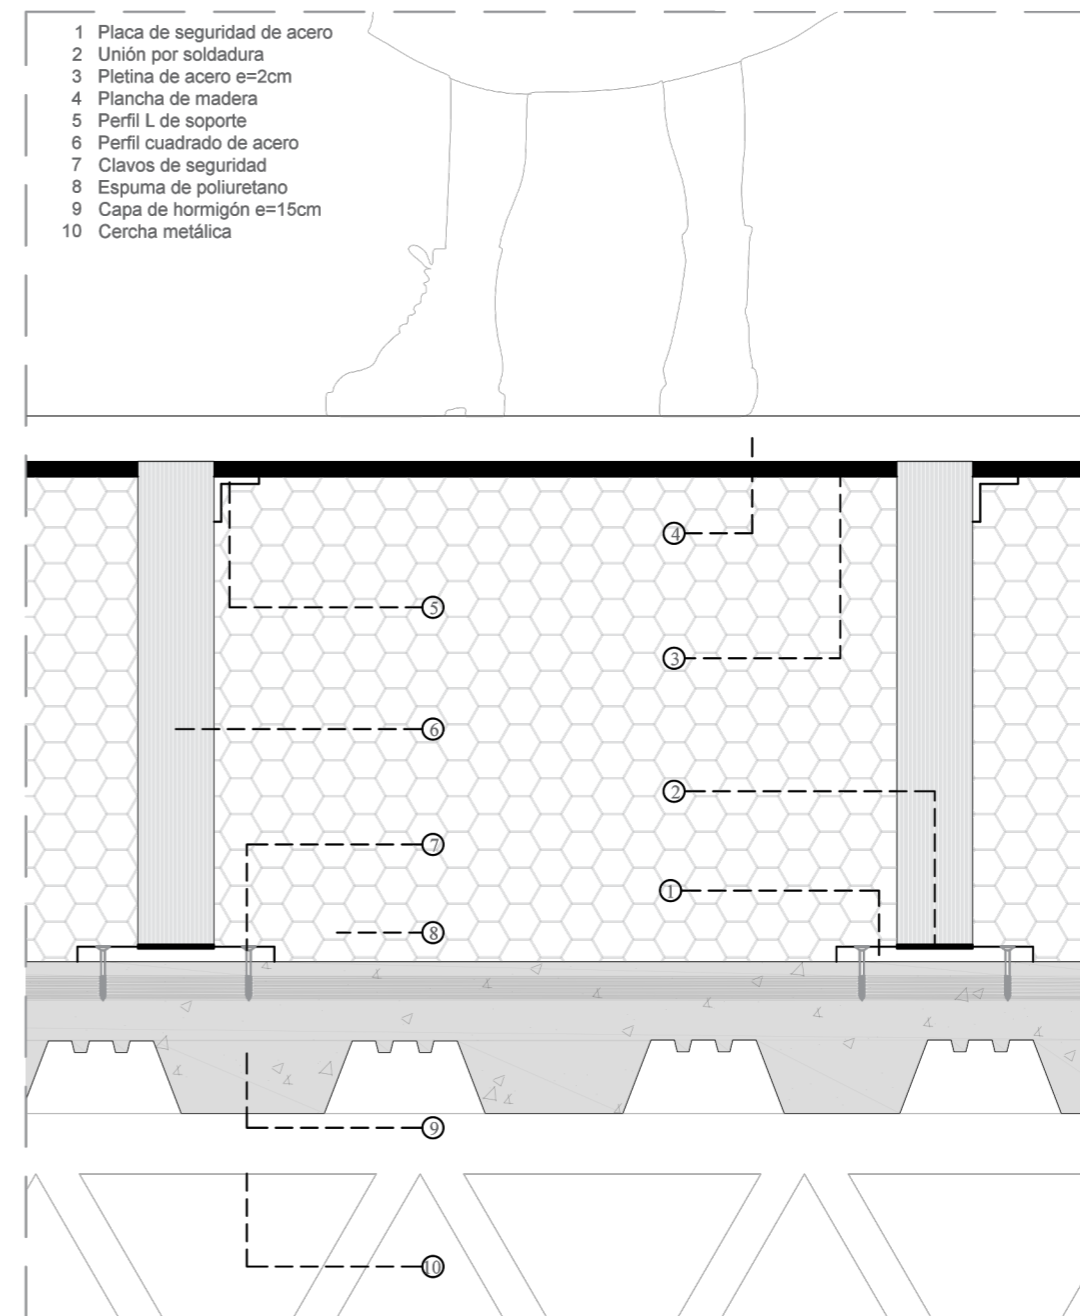 1 Placa de seguridad de acero
2 Unión por soldadura
3 Pletina de acero e=2cm
4 Plancha de madera
5 Perfil L de soporte
6 Perfil cuadrado de acero
7 Clavos de seguridad
8 Espuma de poliuretano
9 Capa de hormigón e=15cm
10 Cercha metálica
4
5
3
6
2
7
1
8
9
10